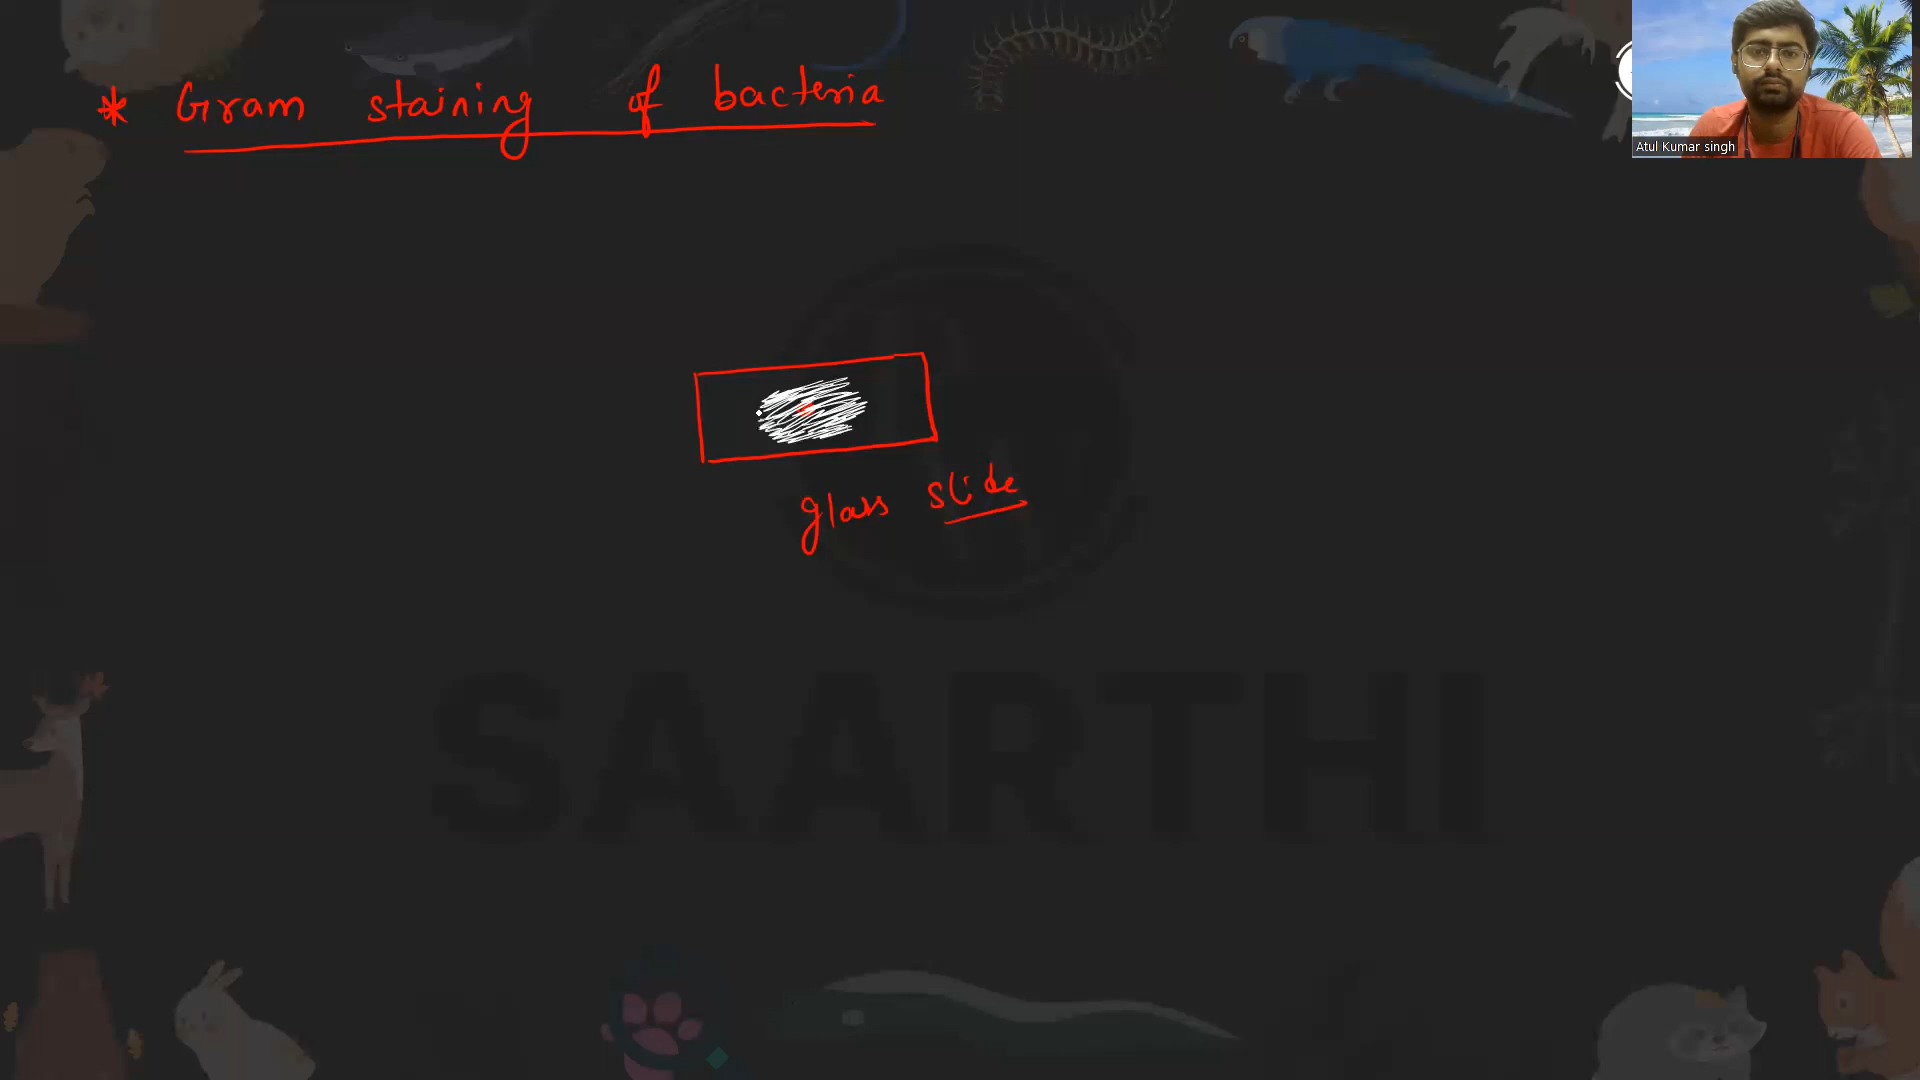 * Gram staining of bacteria
Atul Kumar singh
glass slide
SAARTHI